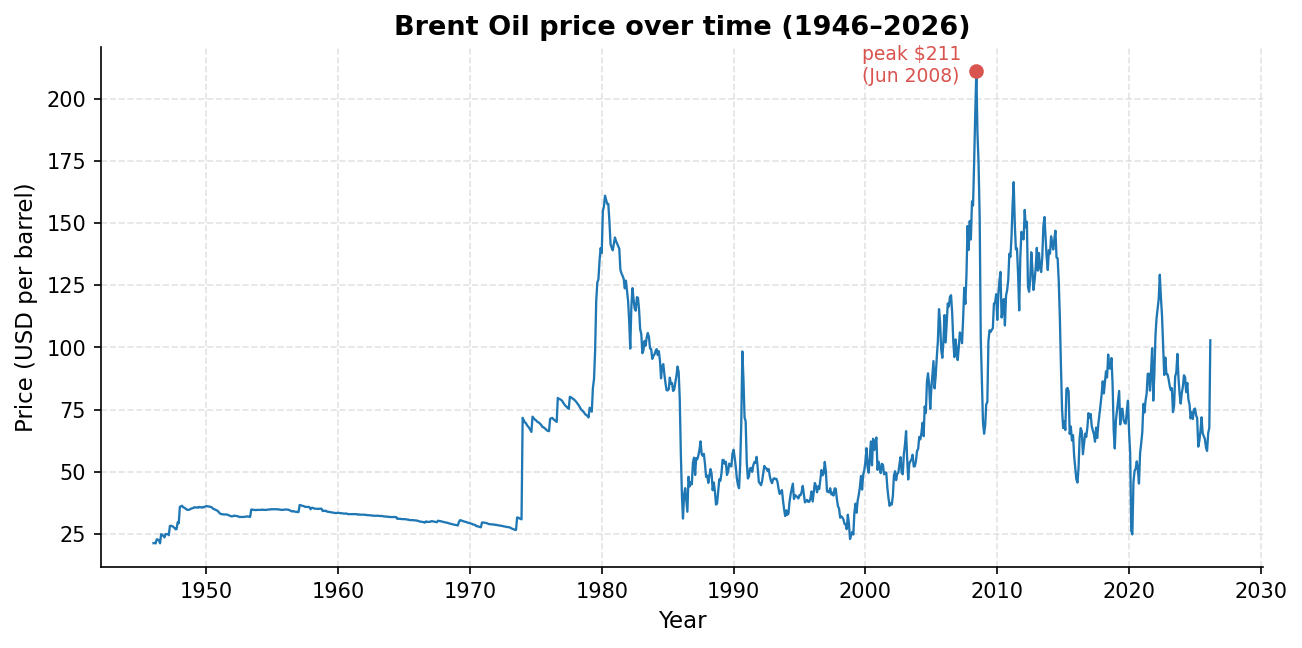 Brent Oil price over time (1946–2026)
peak $211
(Jun 2008)
Price (USD per barrel)
200
175
150
125
100
75
50
25
1950 1960 1970 1980 1990 2000 2010 2020 2030
Year